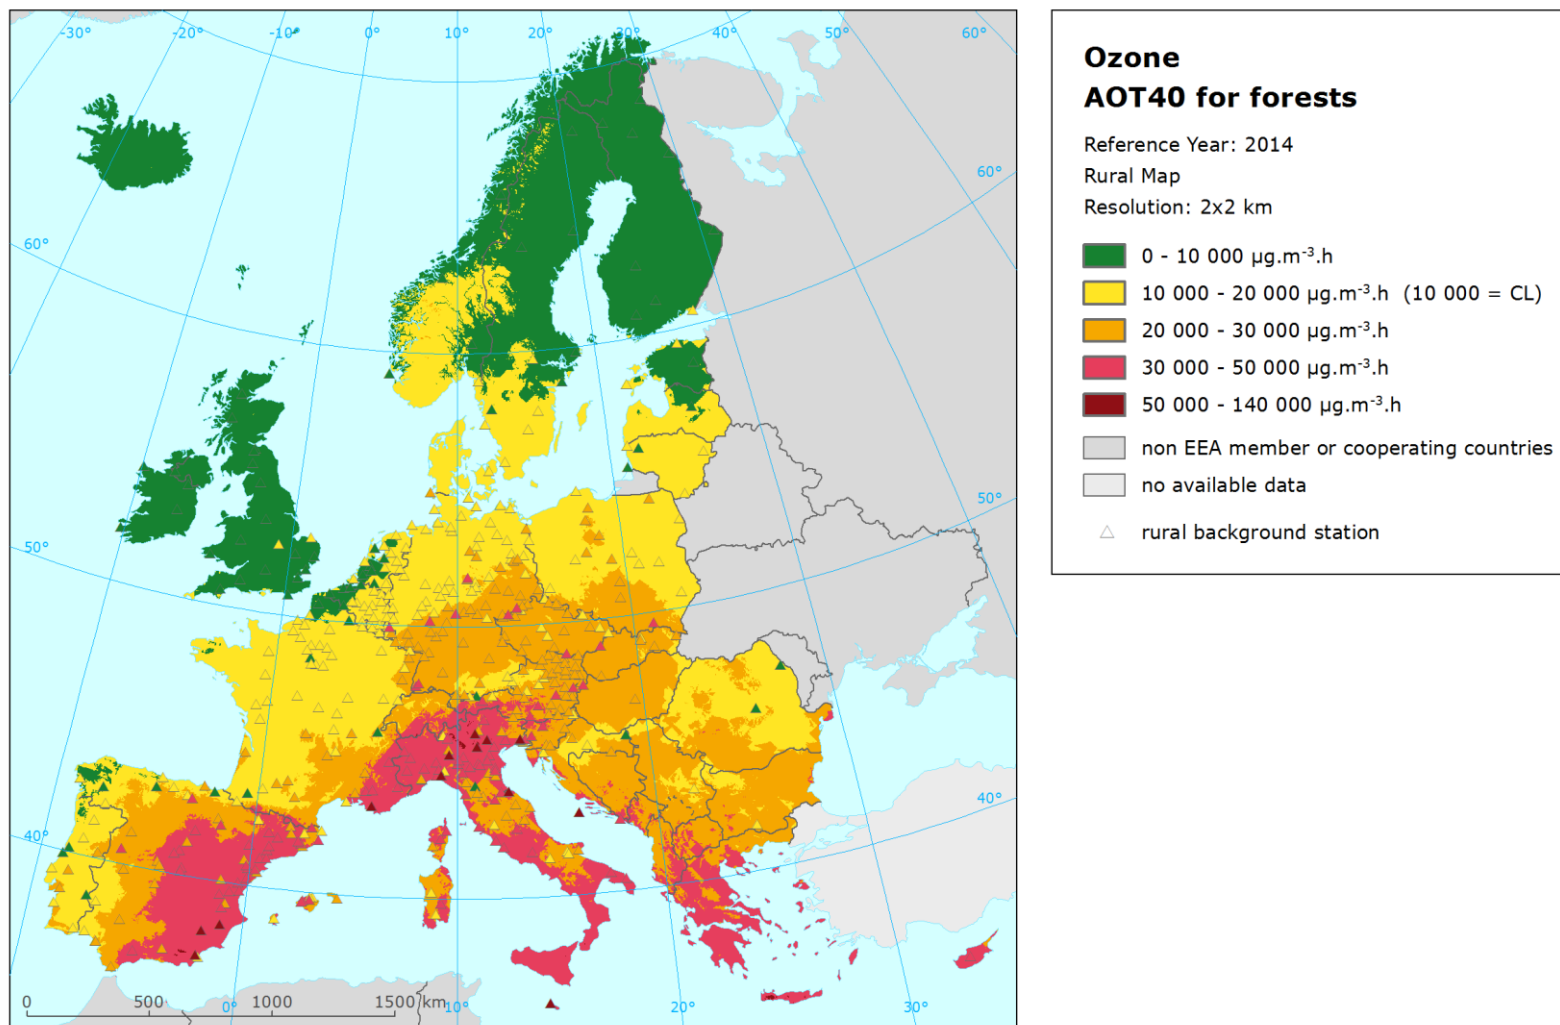 -30° -20° -10° 0° 10° 20° 30° 60°
60°
60°
50°
50°
40°
40°
0 500 1000 1500 km
0° 10° 20° 30°
Ozone
AOT40 for forests
Reference Year: 2014
Rural Map
Resolution: 2x2 km
0 - 10 000 µg.m⁻³.h
10 000 - 20 000 µg.m⁻³.h (10 000 = CL)
20 000 - 30 000 µg.m⁻³.h
30 000 - 50 000 µg.m⁻³.h
50 000 - 140 000 µg.m⁻³.h
non EEA member or cooperating countries
no available data
rural background station